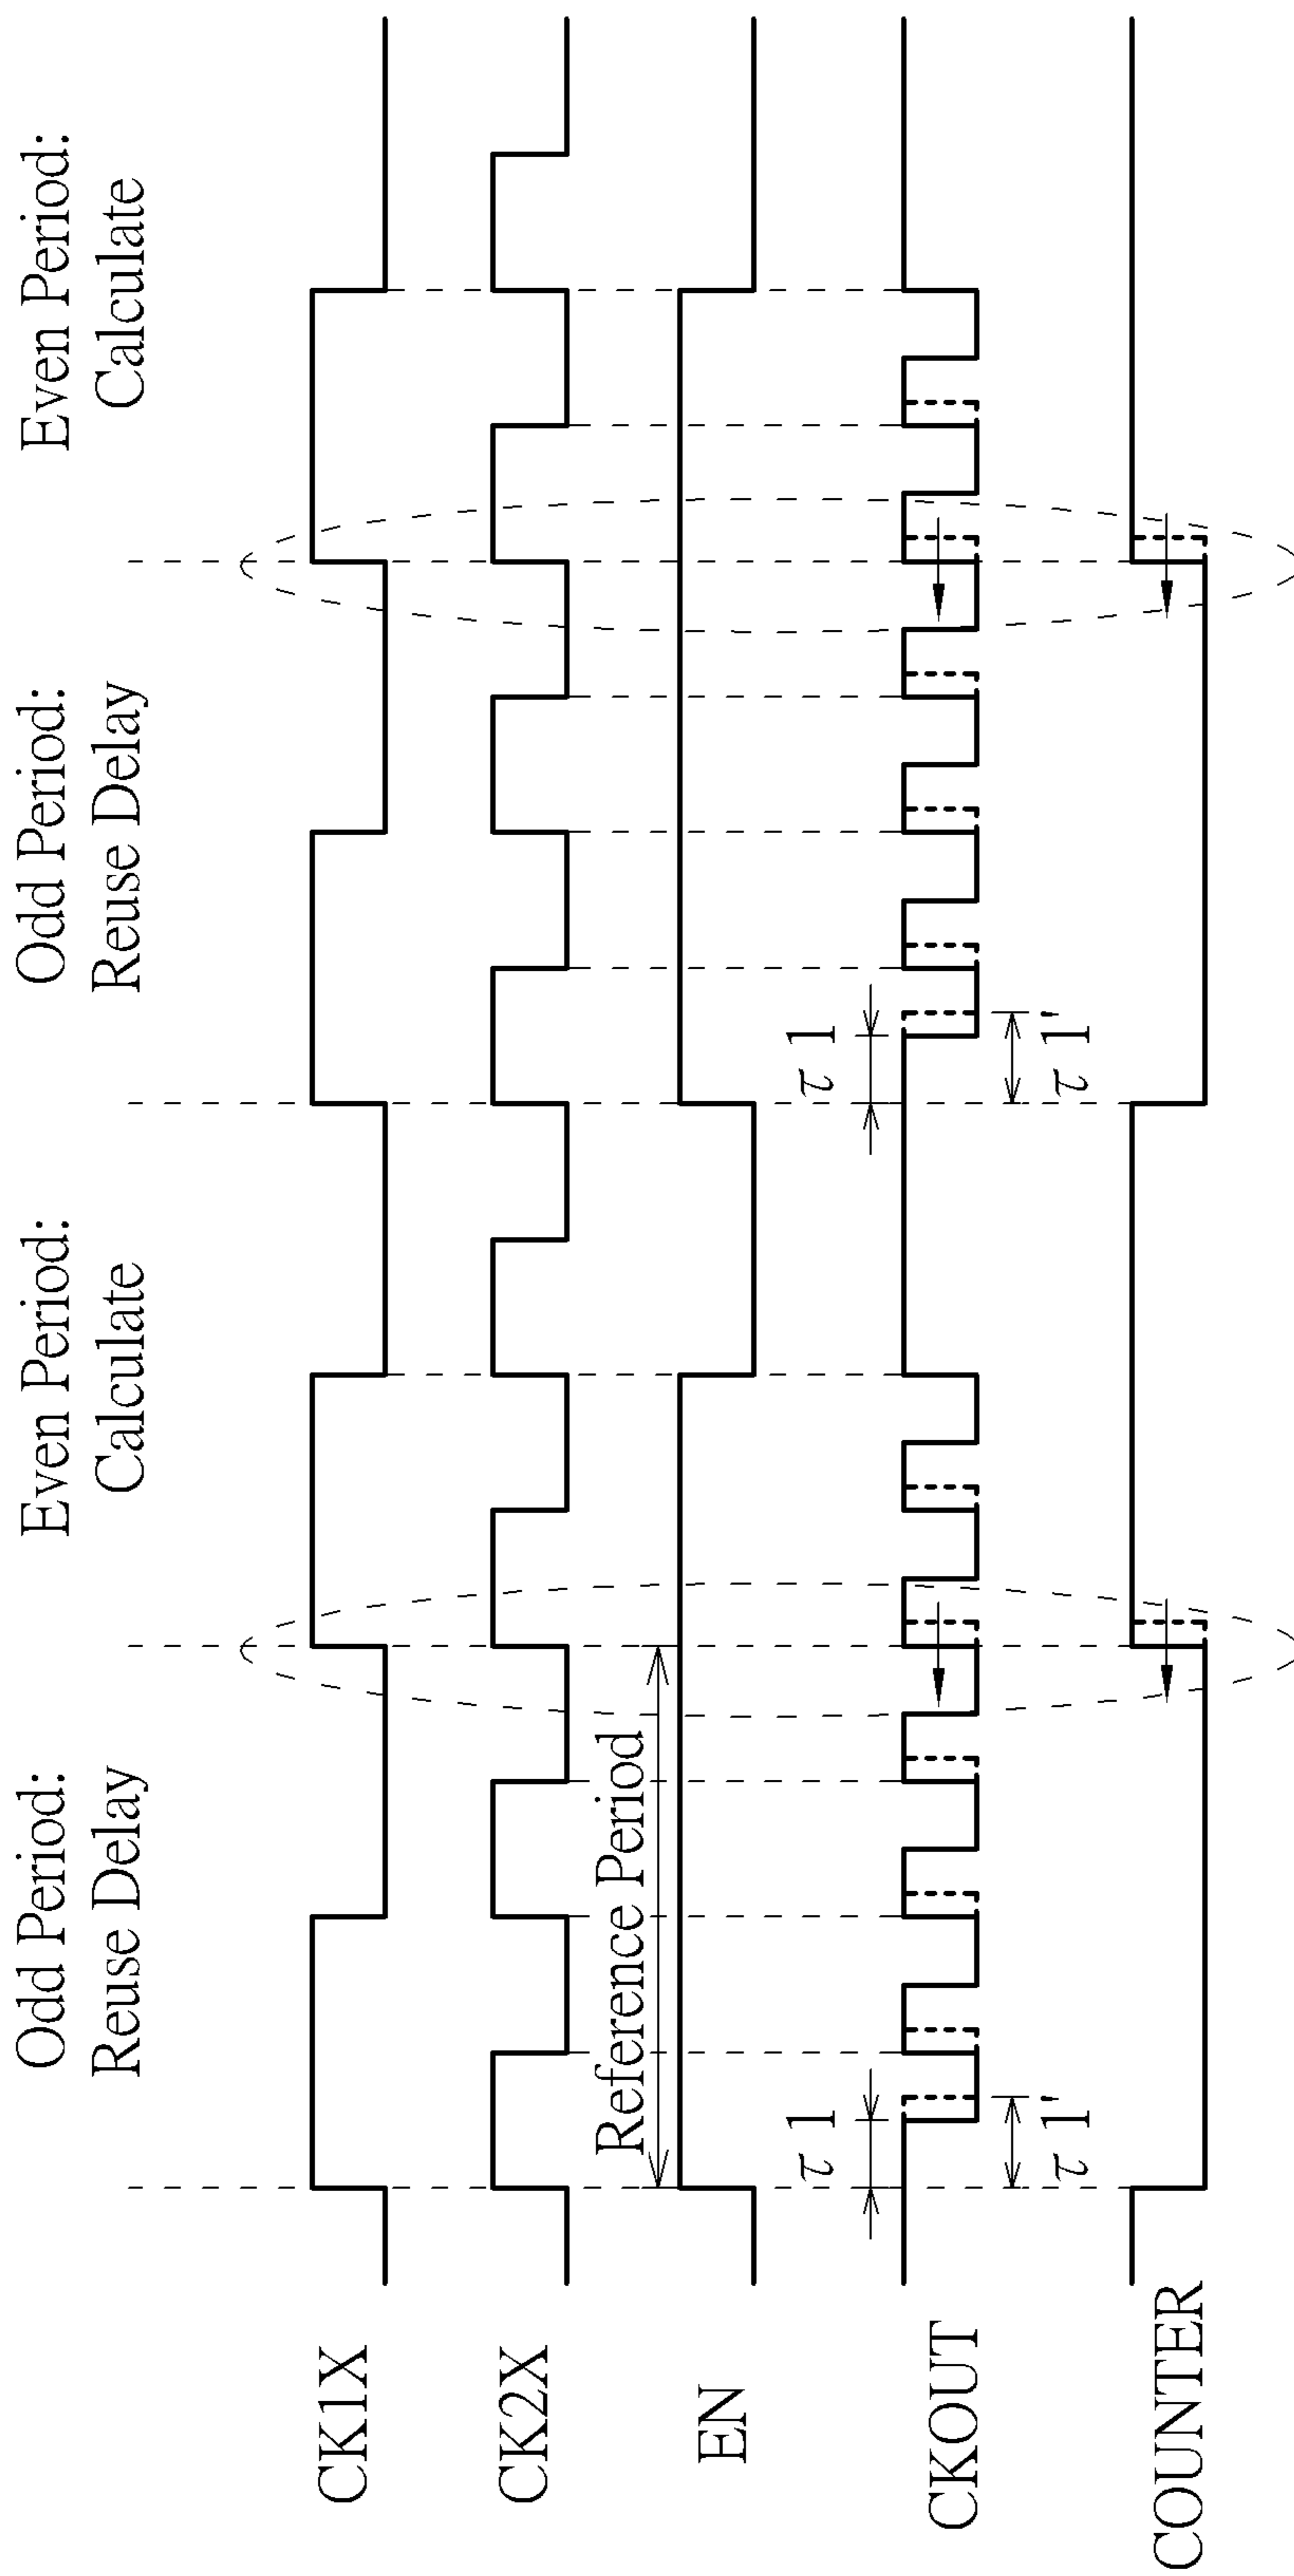 Odd Period:
Reuse Delay
Even Period:
Calculate
Odd Period:
Reuse Delay
Even Period:
Calculate
CK1X
CK2X
Reference Period
EN
τ 1
τ 1
CKOUT
τ 1'
τ 1'
COUNTER